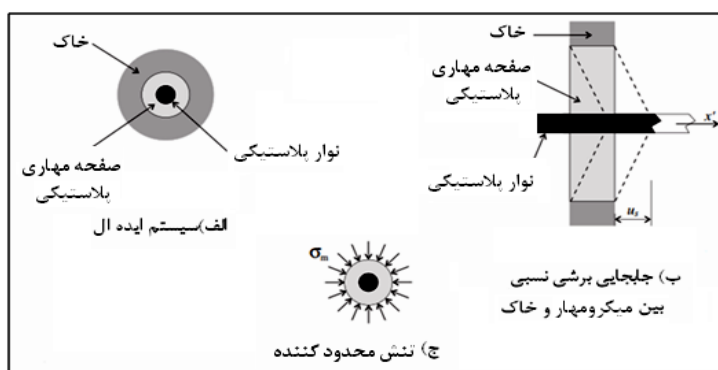 خاک
صفحه مهاری
پلاستیکی
نوار پلاستیکی
الف)سیستم ایده ال
خاک
صفحه مهاری
پلاستیکی
نوار پلاستیکی
x'
u_s
ب) جلجایی برشی نسبی
بین میکرومهار و خاک
σm
ج) تنش محدود کننده